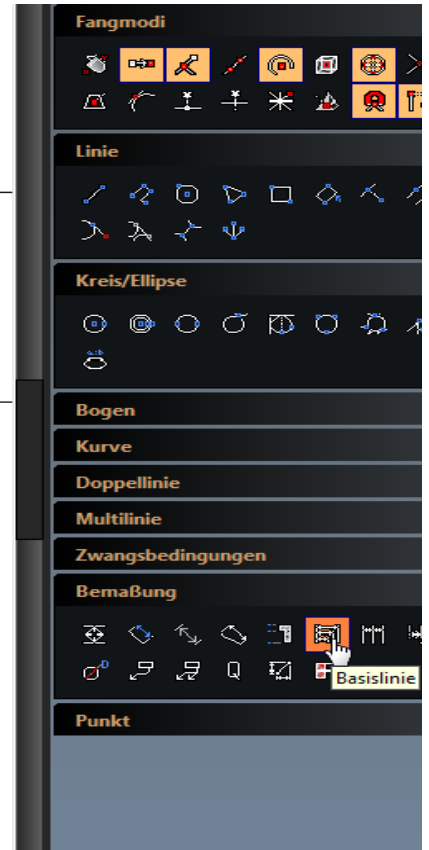 Fangmodi
Linie
Kreis/Ellipse
Bogen
Kurve
Doppellinie
Multilinie
Zwangsbedingungen
Bemaßung
Basislinie
Punkt